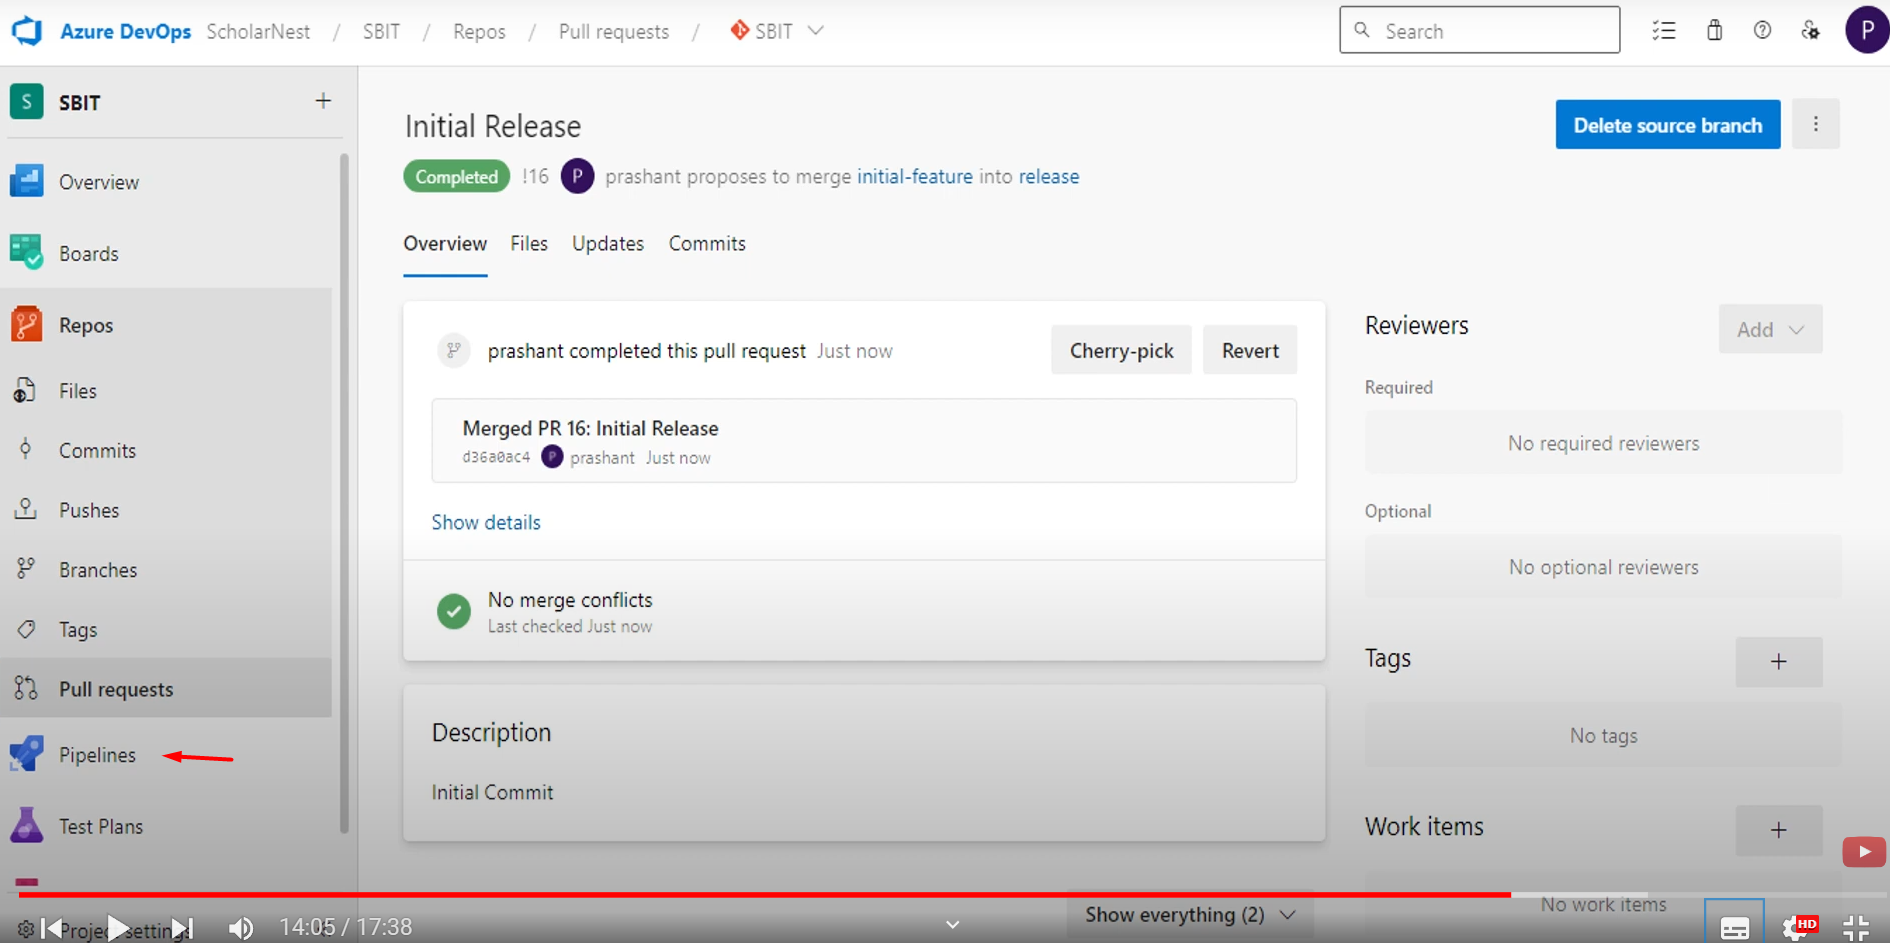 Azure DevOps ScholarNest / SBIT / Repos / Pull requests / SBIT
Search
P
S SBIT +
Overview
Boards
Repos
Files
Commits
Pushes
Branches
Tags
Pull requests
Pipelines
Test Plans
Project settings
Initial Release
Delete source branch
Completed !16 P prashant proposes to merge initial-feature into release
Overview Files Updates Commits
prashant completed this pull request Just now
Cherry-pick Revert
Merged PR 16: Initial Release
d36a0ac4 P prashant Just now
Show details
No merge conflicts
Last checked Just now
Description
Initial Commit
Show everything (2)
Reviewers
Add
Required
No required reviewers
Optional
No optional reviewers
Tags +
No tags
Work items +
No work items
14:05 / 17:38
HD